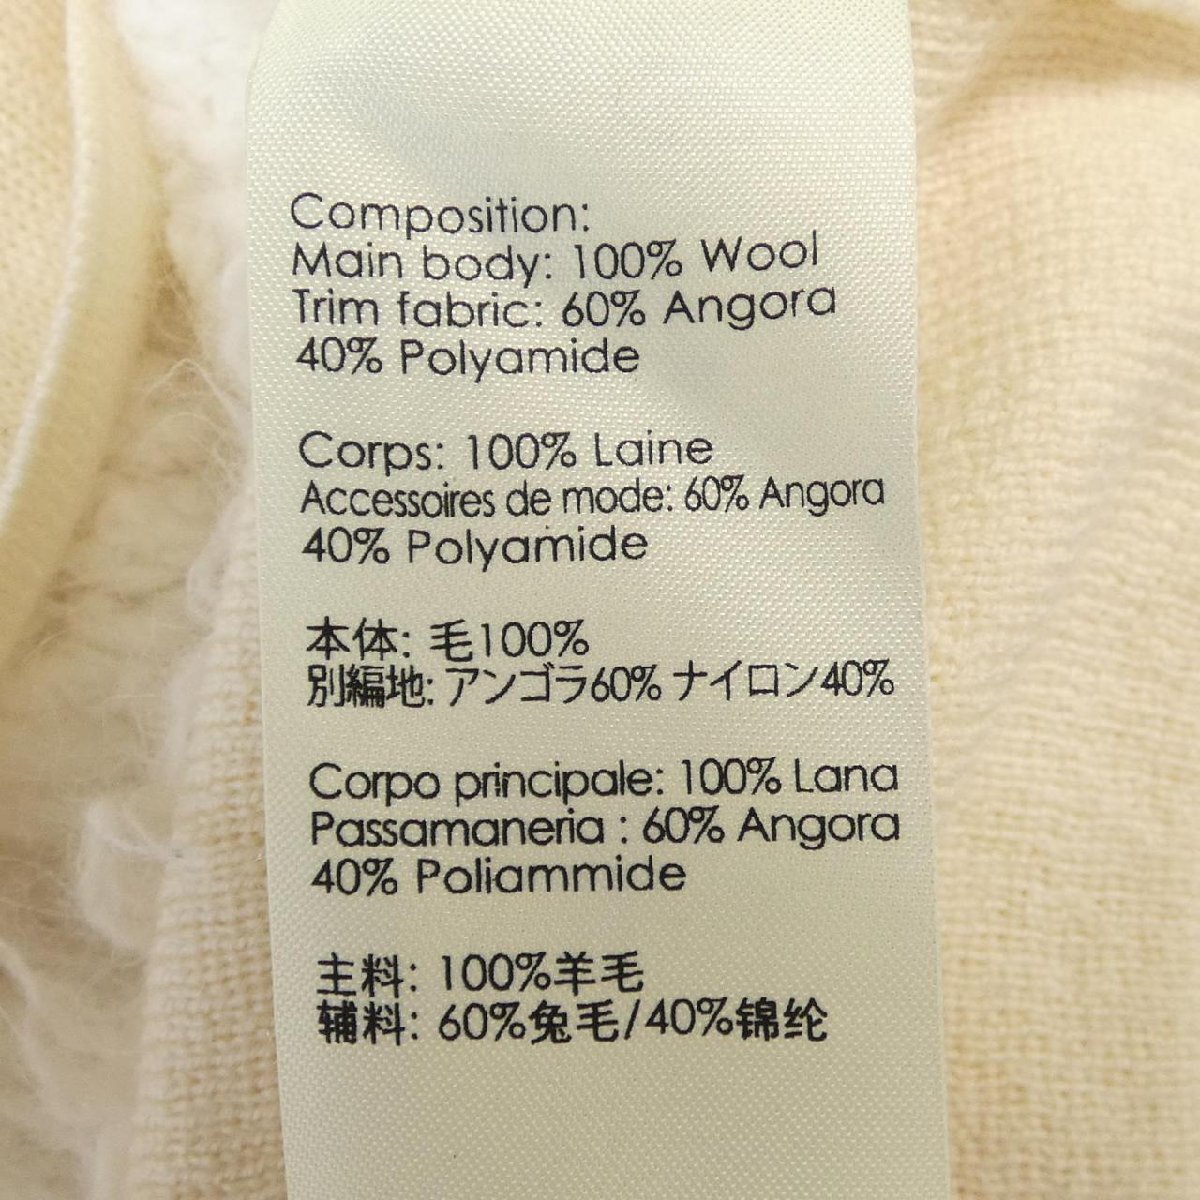 Composition:
Main body: 100% Wool
Trim fabric: 60% Angora
40% Polyamide
Corps: 100% Laine
Accessoires de mode: 60% Angora
40% Polyamide
本体: 毛100%
別編地: アンゴラ60% ナイロン40%
Corpo principale: 100% Lana
Passamaneria : 60% Angora
40% Poliammide
主料: 100%羊毛
辅料: 60%兔毛/40%锦纶